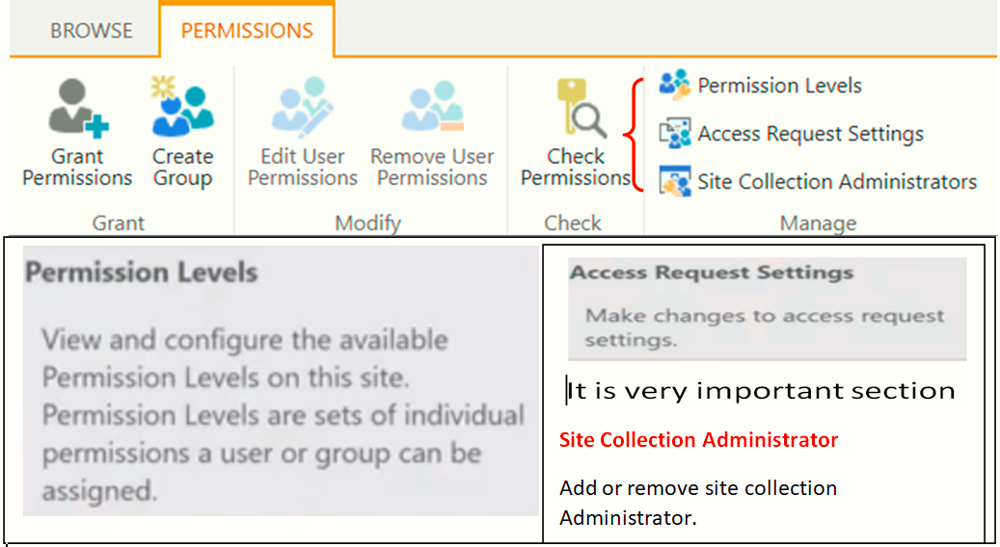 BROWSE
PERMISSIONS
Grant
Permissions
Create
Group
Edit User
Permissions
Remove User
Permissions
Check
Permissions
Permission Levels
Access Request Settings
Site Collection Administrators
Grant
Modify
Check
Manage
Permission Levels
View and configure the available
Permission Levels on this site.
Permission Levels are sets of individual
permissions a user or group can be
assigned.
Access Request Settings
Make changes to access request
settings.
It is very important section
Site Collection Administrator
Add or remove site collection
Administrator.